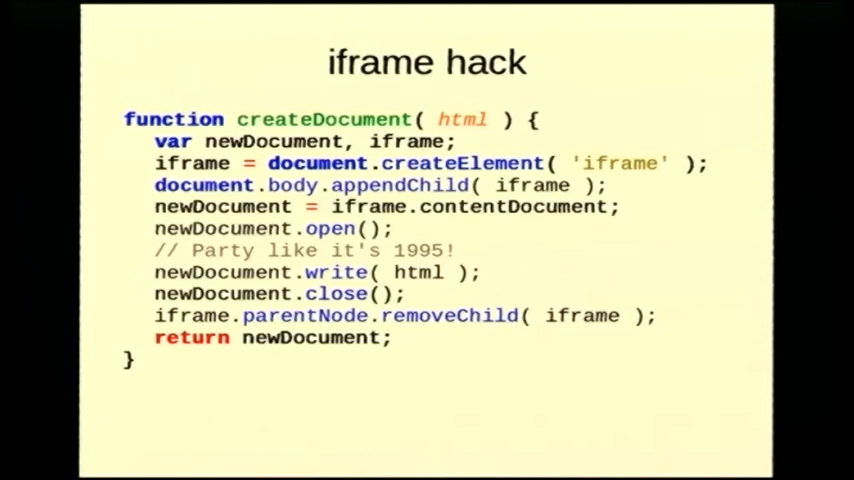 iframe hack
function createDocument( html ) {
var newDocument, iframe;
iframe = document.createElement( 'iframe' );
document.body.appendChild( iframe );
newDocument = iframe.contentDocument;
newDocument.open();
// Party like it's 1995!
newDocument.write( html );
newDocument.close();
iframe.parentNode.removeChild( iframe );
return newDocument;
}